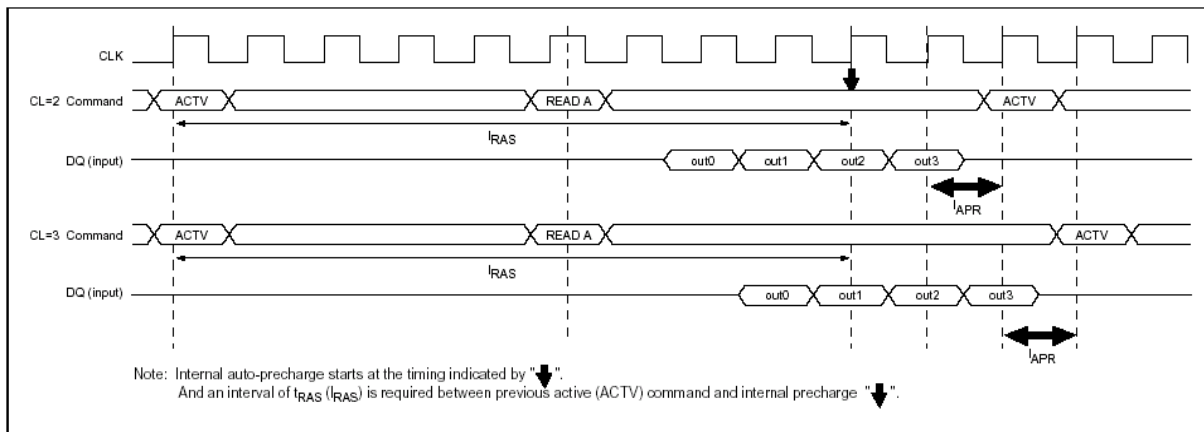 CLK
CL=2 Command ACTV READ A ACTV
lRAS
DQ (input) out0 out1 out2 out3
lAPR
CL=3 Command ACTV READ A ACTV
lRAS
DQ (input) out0 out1 out2 out3
lAPR
Note: Internal auto-precharge starts at the timing indicated by " ".
And an interval of tRAS (lRAS) is required between previous active (ACTV) command and internal precharge " ".